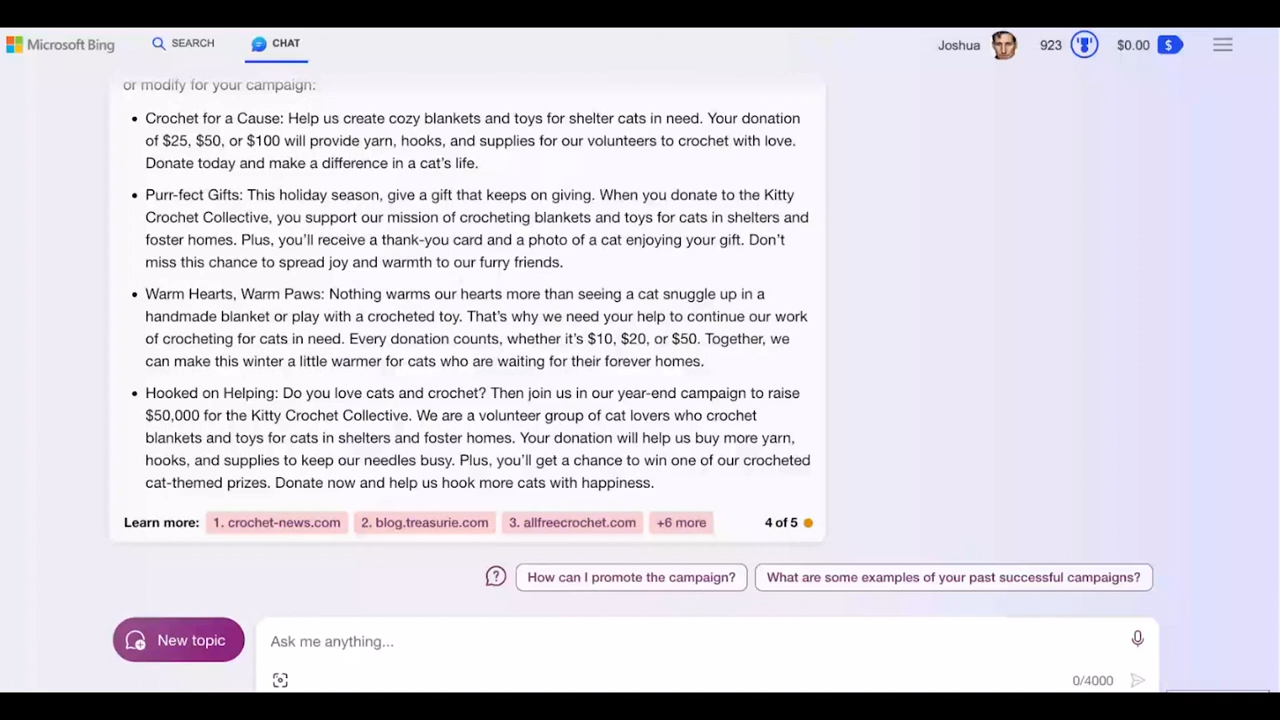 Microsoft Bing
SEARCH
CHAT
Joshua
923
$0.00
$
or modify for your campaign:
• Crochet for a Cause: Help us create cozy blankets and toys for shelter cats in need. Your donation
of $25, $50, or $100 will provide yarn, hooks, and supplies for our volunteers to crochet with love.
Donate today and make a difference in a cat's life.
• Purr-fect Gifts: This holiday season, give a gift that keeps on giving. When you donate to the Kitty
Crochet Collective, you support our mission of crocheting blankets and toys for cats in shelters and
foster homes. Plus, you'll receive a thank-you card and a photo of a cat enjoying your gift. Don't
miss this chance to spread joy and warmth to our furry friends.
• Warm Hearts, Warm Paws: Nothing warms our hearts more than seeing a cat snuggle up in a
handmade blanket or play with a crocheted toy. That's why we need your help to continue our work
of crocheting for cats in need. Every donation counts, whether it's $10, $20, or $50. Together, we
can make this winter a little warmer for cats who are waiting for their forever homes.
• Hooked on Helping: Do you love cats and crochet? Then join us in our year-end campaign to raise
$50,000 for the Kitty Crochet Collective. We are a volunteer group of cat lovers who crochet
blankets and toys for cats in shelters and foster homes. Your donation will help us buy more yarn,
hooks, and supplies to keep our needles busy. Plus, you'll get a chance to win one of our crocheted
cat-themed prizes. Donate now and help us hook more cats with happiness.
Learn more: 1. crochet-news.com 2. blog.treasurie.com 3. allfreecrochet.com +6 more 4 of 5
How can I promote the campaign?
What are some examples of your past successful campaigns?
New topic
Ask me anything...
0/4000